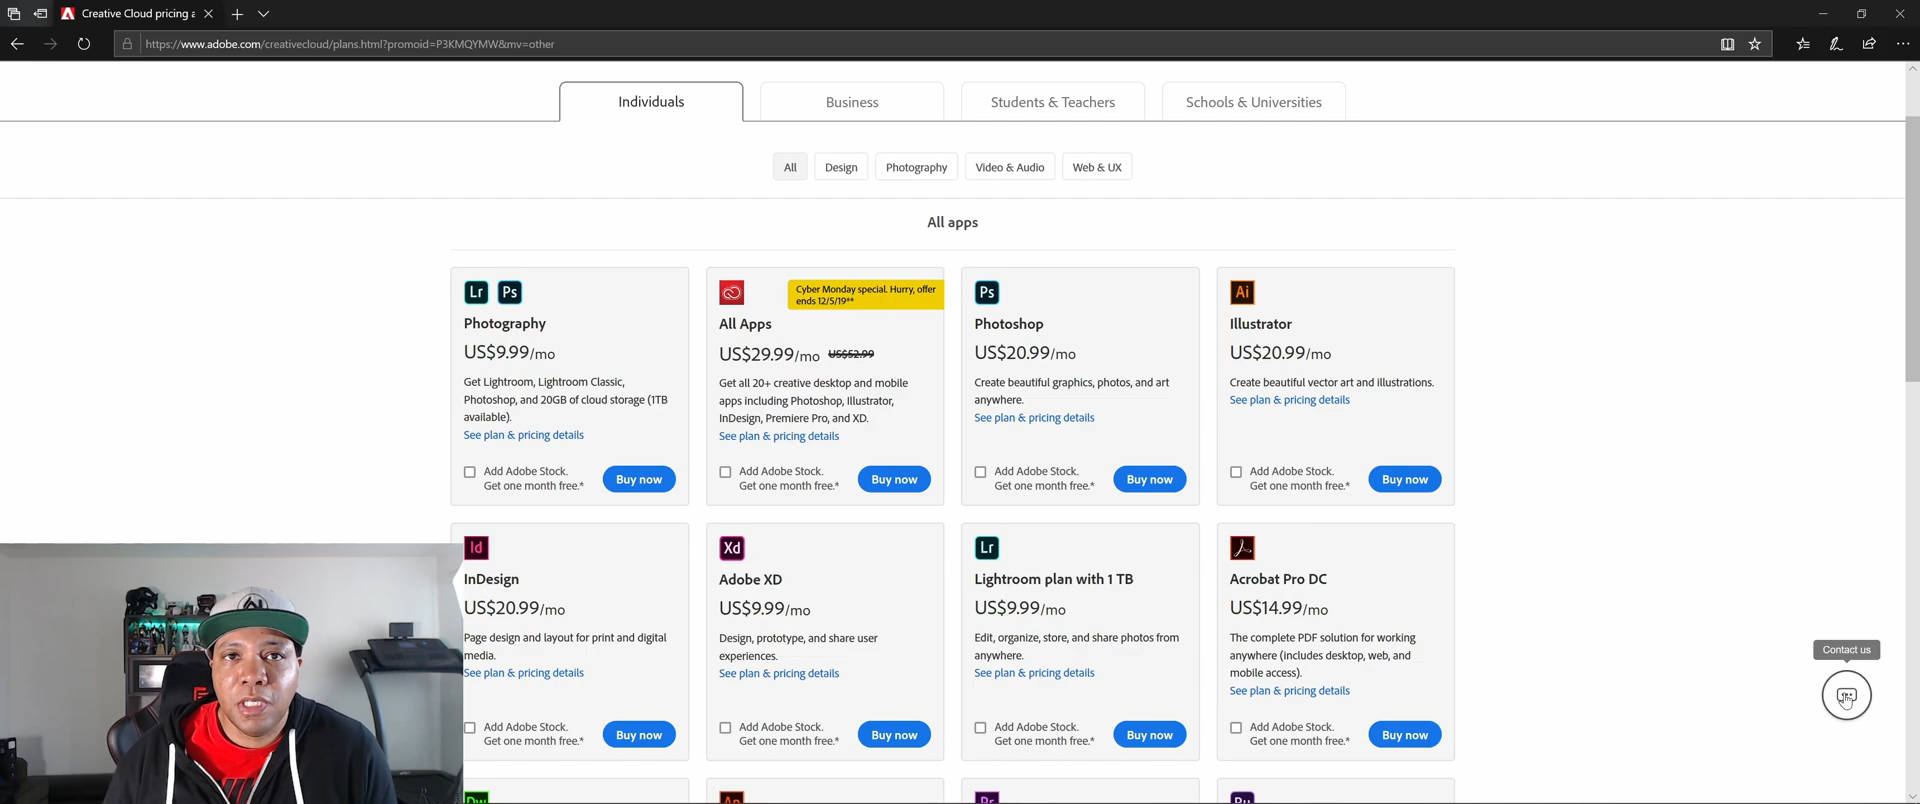 Creative Cloud pricing a
https://www.adobe.com/creativecloud/plans.html?promoid=P3KMQYMW&mv=other
Individuals
Business
Students & Teachers
Schools & Universities
All
Design
Photography
Video & Audio
Web & UX
All apps
Lr Ps
Photography
US$9.99/mo
Get Lightroom, Lightroom Classic,
Photoshop, and 20GB of cloud storage (1TB
available).
See plan & pricing details
Add Adobe Stock.
Get one month free.*
Buy now
Cyber Monday special. Hurry, offer
ends 12/5/19**
All Apps
US$29.99/mo US$52.99
Get all 20+ creative desktop and mobile
apps including Photoshop, Illustrator,
InDesign, Premiere Pro, and XD.
See plan & pricing details
Add Adobe Stock.
Get one month free.*
Buy now
Ps
Photoshop
US$20.99/mo
Create beautiful graphics, photos, and art
anywhere.
See plan & pricing details
Add Adobe Stock.
Get one month free.*
Buy now
Ai
Illustrator
US$20.99/mo
Create beautiful vector art and illustrations.
See plan & pricing details
Add Adobe Stock.
Get one month free.*
Buy now
Id
InDesign
US$20.99/mo
Page design and layout for print and digital
media.
See plan & pricing details
Add Adobe Stock.
Get one month free.*
Buy now
Xd
Adobe XD
US$9.99/mo
Design, prototype, and share user
experiences.
See plan & pricing details
Add Adobe Stock.
Get one month free.*
Buy now
Lr
Lightroom plan with 1 TB
US$9.99/mo
Edit, organize, store, and share photos from
anywhere.
See plan & pricing details
Add Adobe Stock.
Get one month free.*
Buy now
Acrobat Pro DC
US$14.99/mo
The complete PDF solution for working
anywhere (includes desktop, web, and
mobile access).
See plan & pricing details
Add Adobe Stock.
Get one month free.*
Buy now
Contact us
Dw
An
Pr
Ru